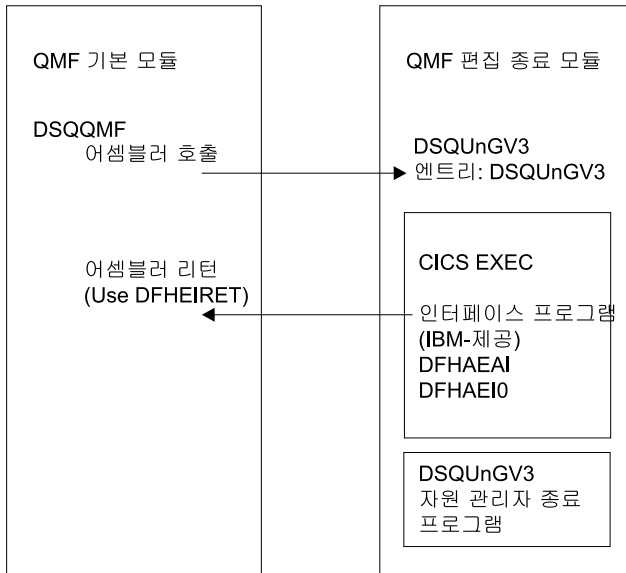 QMF 기본 모듈
DSQQMF
어셈블러 호출
어셈블러 리턴
(Use DFHEIRET)
QMF 편집 종료 모듈
DSQUnGV3
엔트리: DSQUnGV3
CICS EXEC
인터페이스 프로그램
(IBM-제공)
DFHAEAI
DFHAEI0
DSQUnGV3
자원 관리자 종료
프로그램